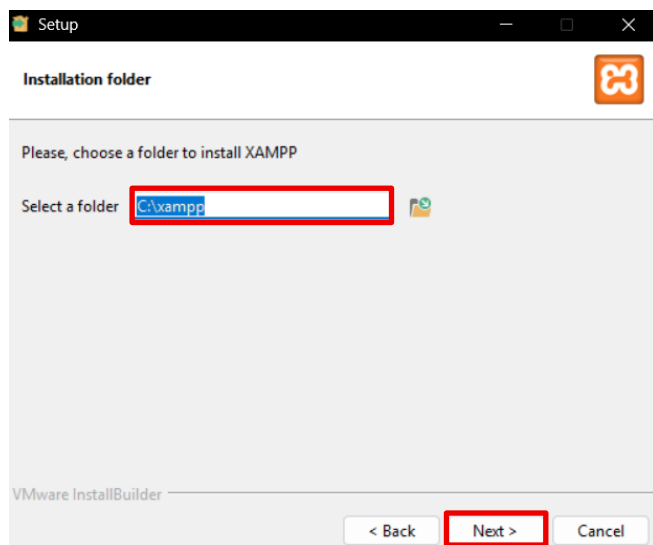 Setup
Installation folder
Please, choose a folder to install XAMPP
Select a folder C:\xampp
VMware InstallBuilder
< Back Next > Cancel